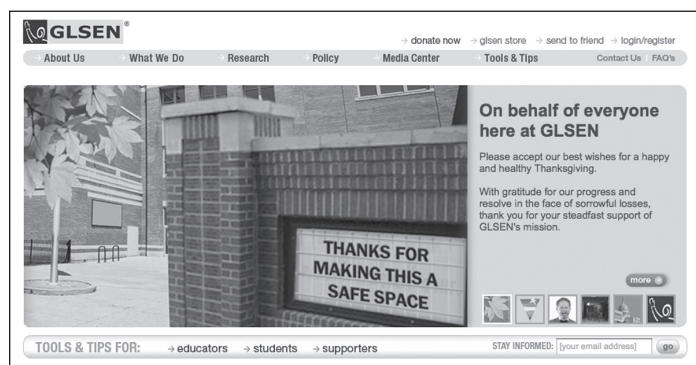 GLSEN®
→ donate now → glsen store → send to friend → login/register
→ About Us → What We Do → Research → Policy → Media Center → Tools & Tips Contact Us | FAQ's
On behalf of everyone
here at GLSEN
Please accept our best wishes for a happy
and healthy Thanksgiving.
With gratitude for our progress and
resolve in the face of sorrowful losses,
thank you for your steadfast support of
GLSEN's mission.
THANKS FOR
MAKING THIS A
SAFE SPACE
more
TOOLS & TIPS FOR: → educators → students → supporters
STAY INFORMED: [your email address] go